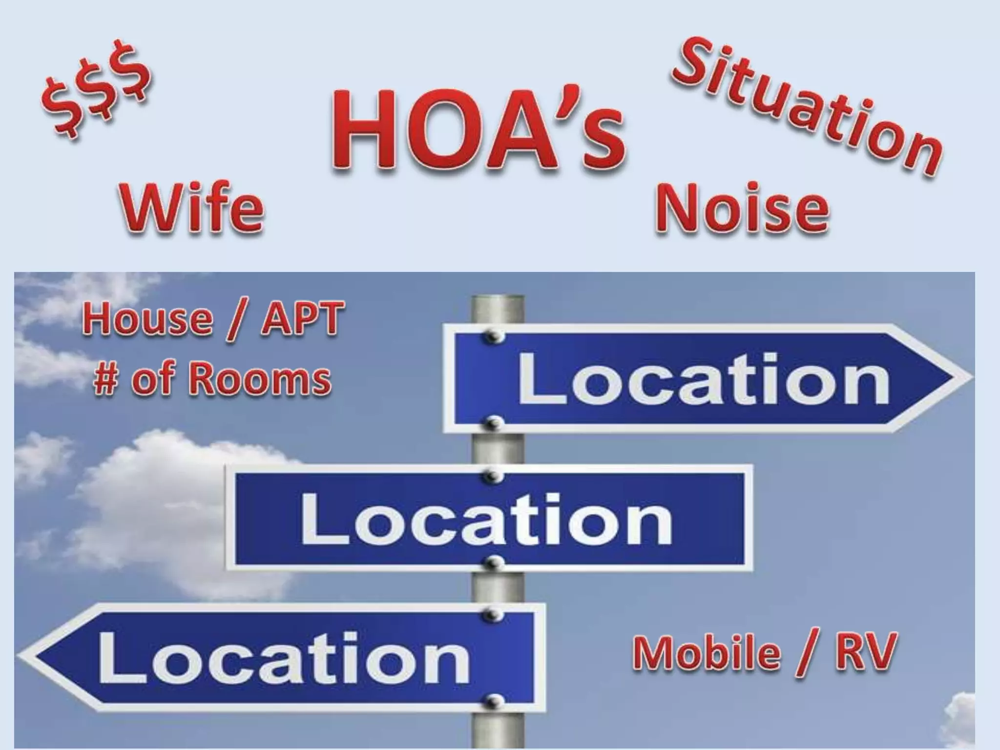 $$$
HOA’s
Situation
Wife
Noise
House / APT
# of Rooms
Location
Location
Location
Mobile / RV